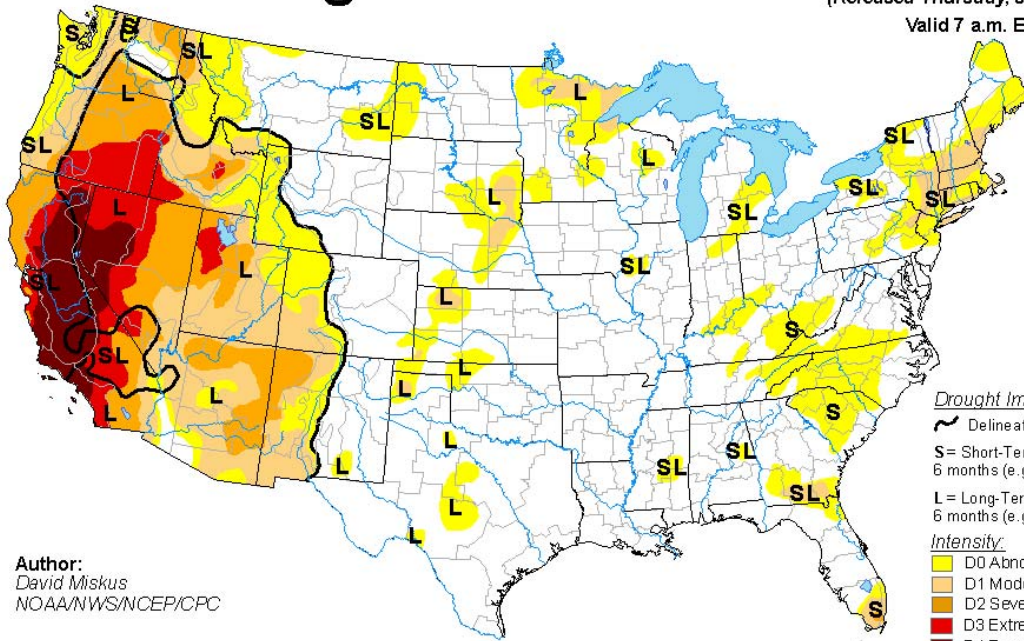 Valid 7 a.m. E
S
S
SL
L
L
SL
SL
SL
L
SL
L
SL
L
SL
L
SL
SL
L
S
SL
L
L
L
L
S
L
SL
L
SL
SL
L
L
S
Drought Im
Delineat
S = Short-Ter
6 months (e.g
L = Long-Ter
6 months (e.g
Intensity:
D0 Abno
D1 Mod
D2 Seve
D3 Extre
Author:
David Miskus
NOAA/NWS/NCEP/CPC